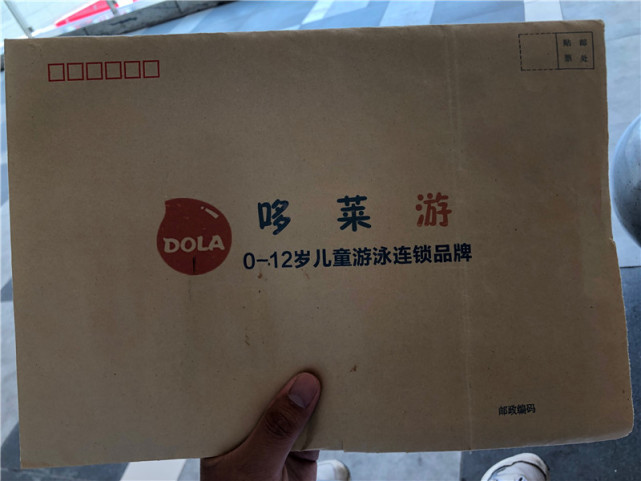 贴 邮
票 处
DOLA
哆 莱 游
0-12岁儿童游泳连锁品牌
邮政编码